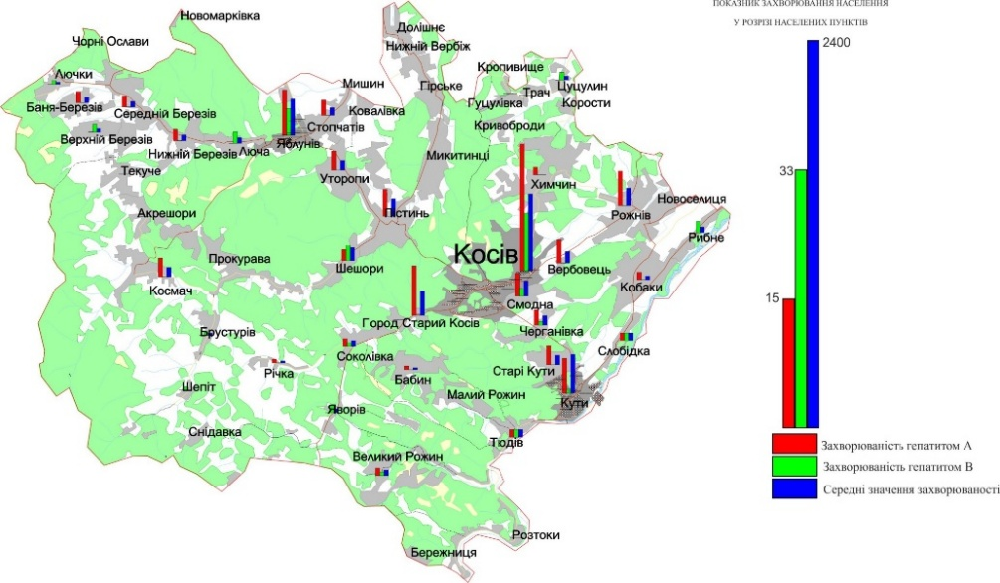 ПОКАЗНИК ЗАХВОРЮВАННЯ НАСЕЛЕННЯ
У РОЗРІЗІ НАСЕЛЕНИХ ПУНКТІВ
Новомарківка
Долішнє
Чорні Ослави
Нижній Вербіж
2400
Лючки
Кропивище
Мишин
Гірське
Трач
Цуцулин
Баня-Березів
Середній Березів
Ковалівка
Гуцулівка
Корости
Стопчатів
Кривоброди
Верхній Березів
Нижній Березів
Люча
Яблунів
Микитинці
Текуче
33
Уторопи
Химчин
Акрешори
Пістинь
Рожнів
Новоселиця
Рибне
Косів
Прокурава
Шешори
Вербовець
Космач
Кобаки
15
Смодна
Город Старий Косів
Брустурів
Черганівка
Соколівка
Слобідка
Річка
Бабин
Старі Кути
Шепіт
Малий Рожин
Кути
Яворів
Снідавка
Тюдів
Захворюваність гепатитом А
Великий Рожин
Захворюваність гепатитом В
Середні значення захворюваності
Розтоки
Бережниця